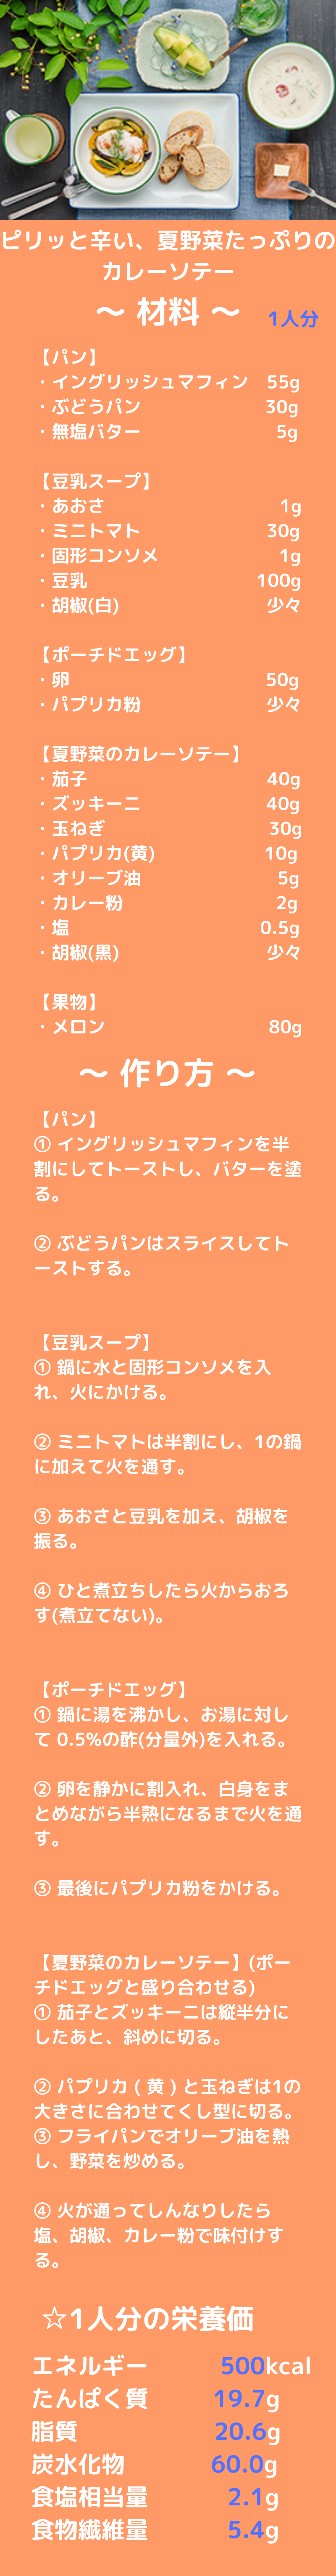 ピリッと辛い、夏野菜たっぷりの
カレーソテー
〜 材料 〜 1人分
【パン】
・イングリッシュマフィン 55g
・ぶどうパン 30g
・無塩バター 5g
【豆乳スープ】
・あおさ 1g
・ミニトマト 30g
・固形コンソメ 1g
・豆乳 100g
・胡椒(白) 少々
【ポーチドエッグ】
・卵 50g
・パプリカ粉 少々
【夏野菜のカレーソテー】
・茄子 40g
・ズッキーニ 40g
・玉ねぎ 30g
・パプリカ(黄) 10g
・オリーブ油 5g
・カレー粉 2g
・塩 0.5g
・胡椒(黒) 少々
【果物】
・メロン 80g
〜 作り方 〜
【パン】
① イングリッシュマフィンを半
割にしてトーストし、バターを塗
る。
② ぶどうパンはスライスしてト
ーストする。
【豆乳スープ】
① 鍋に水と固形コンソメを入
れ、火にかける。
② ミニトマトは半割にし、1の鍋
に加えて火を通す。
③ あおさと豆乳を加え、胡椒を
振る。
④ ひと煮立ちしたら火からおろ
す(煮立てない)。
【ポーチドエッグ】
① 鍋に湯を沸かし、お湯に対し
て 0.5%の酢(分量外)を入れる。
② 卵を静かに割入れ、白身をま
とめながら半熟になるまで火を通
す。
③ 最後にパプリカ粉をかける。
【夏野菜のカレーソテー】(ポー
チドエッグと盛り合わせる)
① 茄子とズッキーニは縦半分に
したあと、斜めに切る。
② パプリカ ( 黄 ) と玉ねぎは1の
大きさに合わせてくし型に切る。
③ フライパンでオリーブ油を熱
し、野菜を炒める。
④ 火が通ってしんなりしたら
塩、胡椒、カレー粉で味付けす
る。
☆1人分の栄養価
エネルギー 500kcal
たんぱく質 19.7g
脂質 20.6g
炭水化物 60.0g
食塩相当量 2.1g
食物繊維量 5.4g